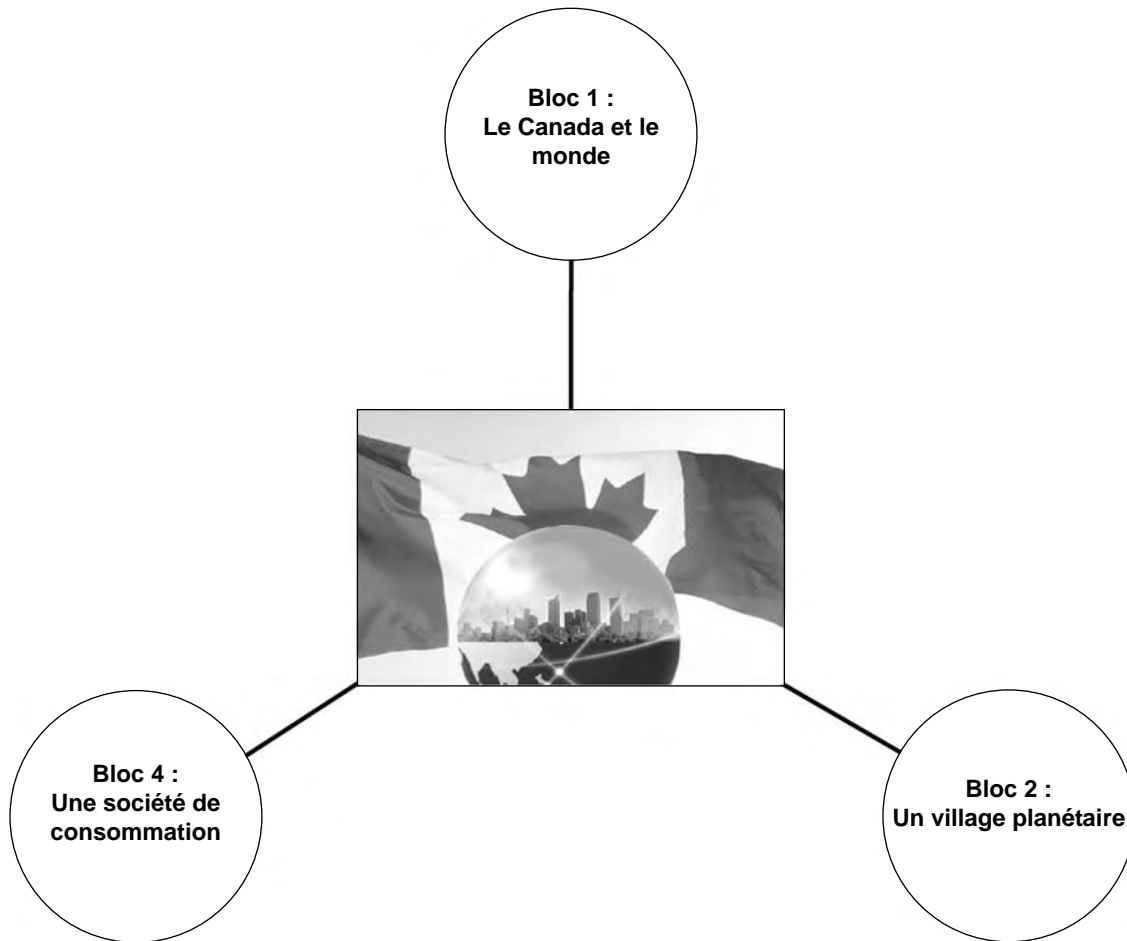 Bloc 1 :
Le Canada et le
monde
Bloc 4 :
Une société de
consommation
Bloc 2 :
Un village planétaire